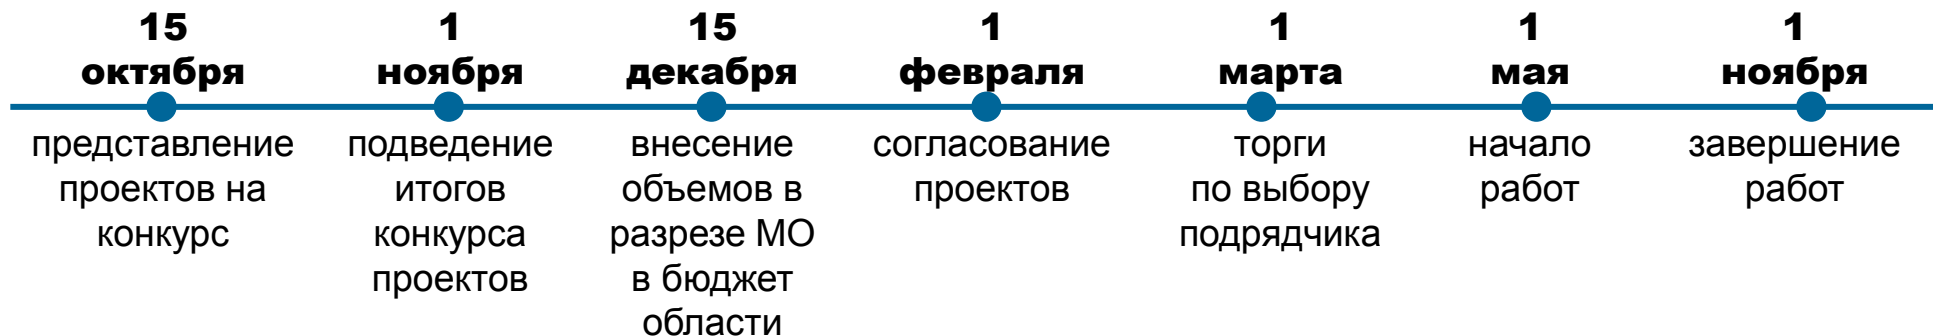 15
октября
представление
проектов на
конкурс
1
ноября
подведение
итогов
конкурса
проектов
15
декабря
внесение
объемов в
разрезе МО
в бюджет
области
1
февраля
согласование
проектов
1
марта
торги
по выбору
подрядчика
1
мая
начало
работ
1
ноября
завершение
работ